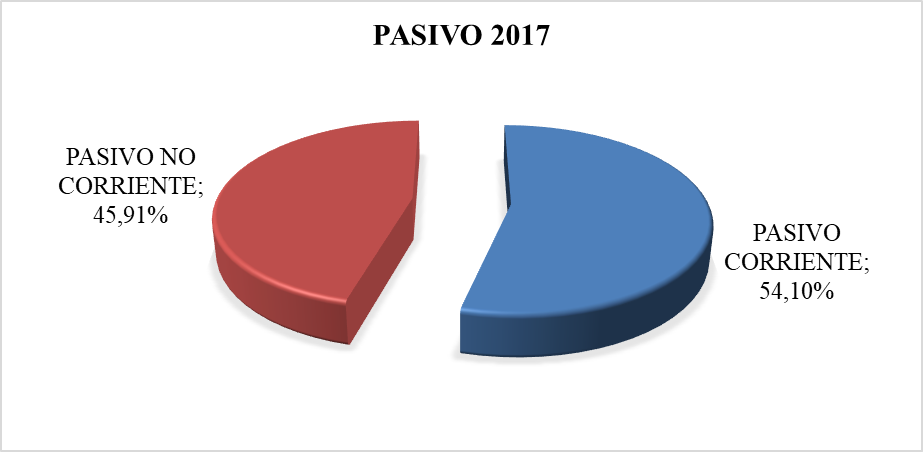 PASIVO 2017
PASIVO NO
CORRIENTE;
45,91%
PASIVO
CORRIENTE;
54,10%